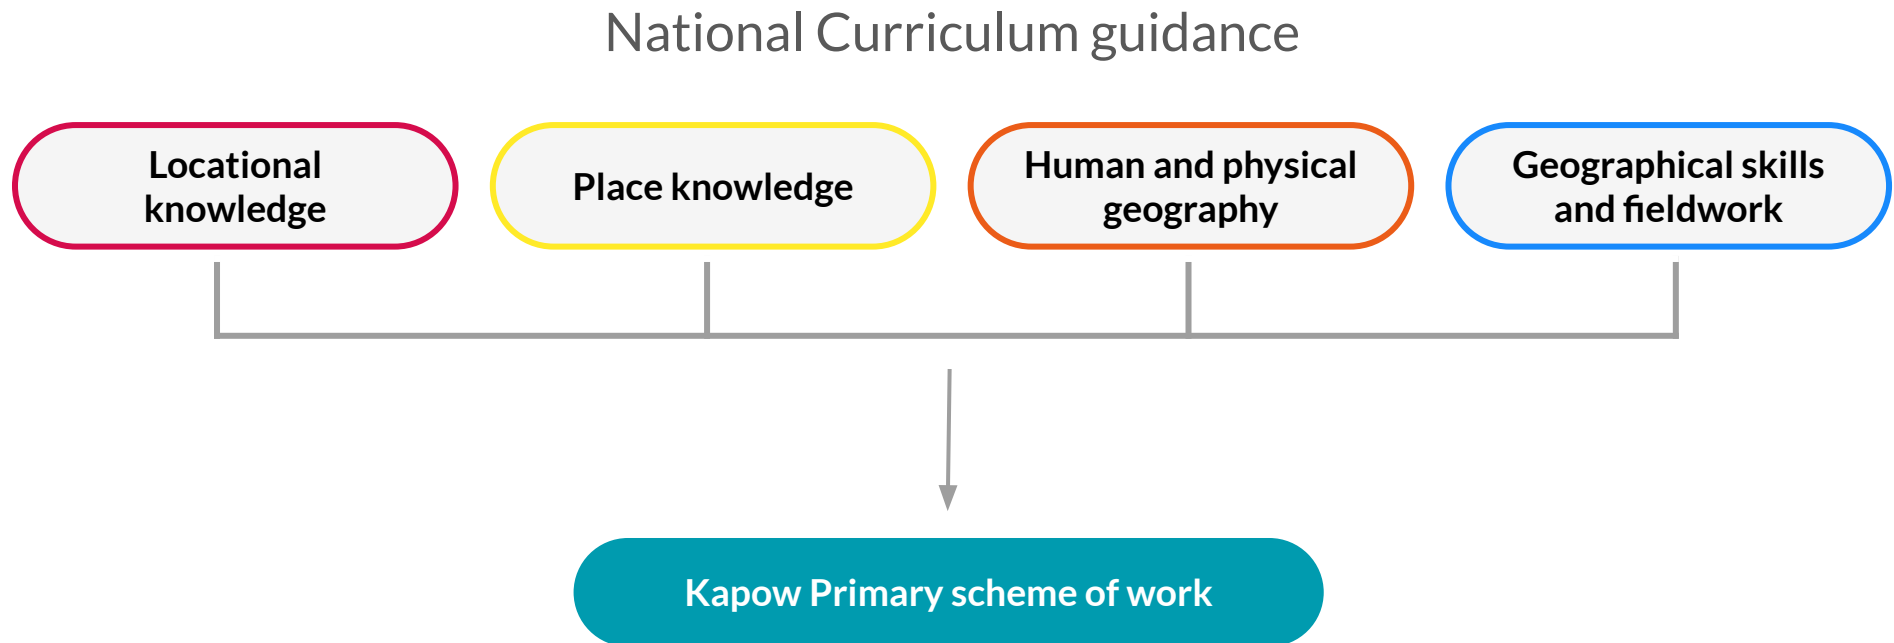 National Curriculum guidance
Locational
knowledge
Place knowledge
Human and physical
geography
Geographical skills
and fieldwork
Kapow Primary scheme of work